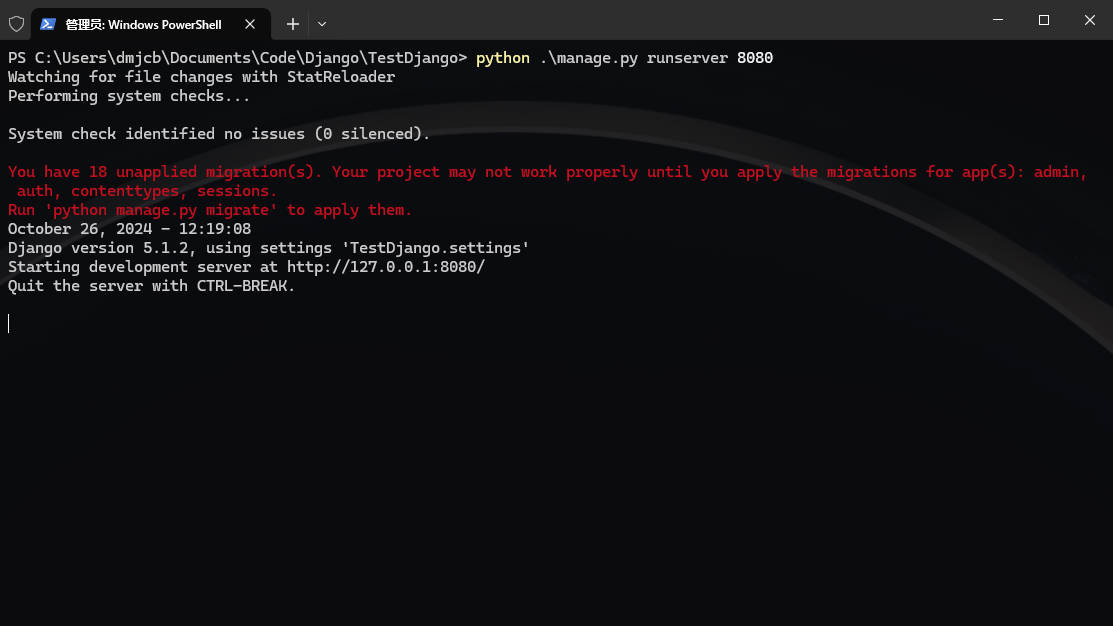 管理员: Windows PowerShell
PS C:\Users\dmjcb\Documents\Code\Django\TestDjango> python .\manage.py runserver 8080
Watching for file changes with StatReloader
Performing system checks...
System check identified no issues (0 silenced).
You have 18 unapplied migration(s). Your project may not work properly until you apply the migrations for app(s): admin,
 auth, contenttypes, sessions.
Run 'python manage.py migrate' to apply them.
October 26, 2024 - 12:19:08
Django version 5.1.2, using settings 'TestDjango.settings'
Starting development server at http://127.0.0.1:8080/
Quit the server with CTRL-BREAK.